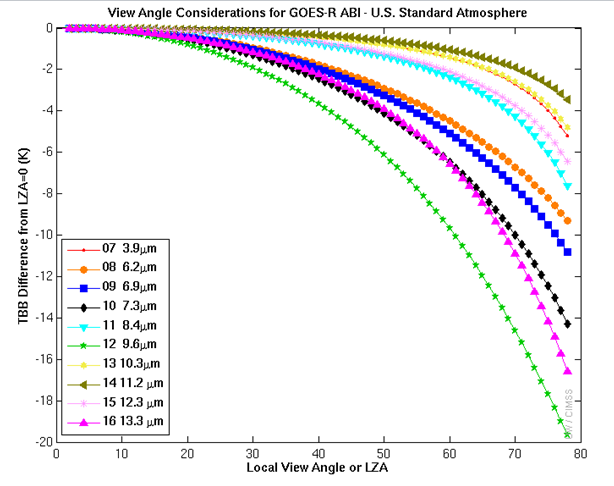 View Angle Considerations for GOES-R ABI - U.S. Standard Atmosphere
0
-2
-4
-6
-8
-10
-12
-14
-16
-18
-20
TBB Difference from LZA=0 (K)
07 3.9μm
08 6.2μm
09 6.9μm
10 7.3μm
11 8.4μm
12 9.6μm
13 10.3μm
14 11.2 μm
15 12.3 μm
16 13.3 μm
/ CIMSS
0 10 20 30 40 50 60 70 80
Local View Angle or LZA